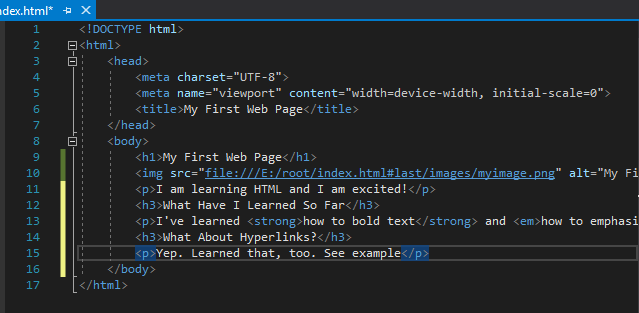 ndex.html*
1 <!DOCTYPE html>
2 <html>
3 <head>
4 <meta charset="UTF-8">
5 <meta name="viewport" content="width=device-width, initial-scale=0">
6 <title>My First Web Page</title>
7 </head>
8 <body>
9 <h1>My First Web Page</h1>
10 <img src="file:///E:/root/index.html#last/images/myimage.png" alt="My Fi
11 <p>I am learning HTML and I am excited!</p>
12 <h3>What Have I Learned So Far</h3>
13 <p>I've learned <strong>how to bold text</strong> and <em>how to emphasi
14 <h3>What About Hyperlinks?</h3>
15 <p>Yep. Learned that, too. See example</p>
16 </body>
17 </html>